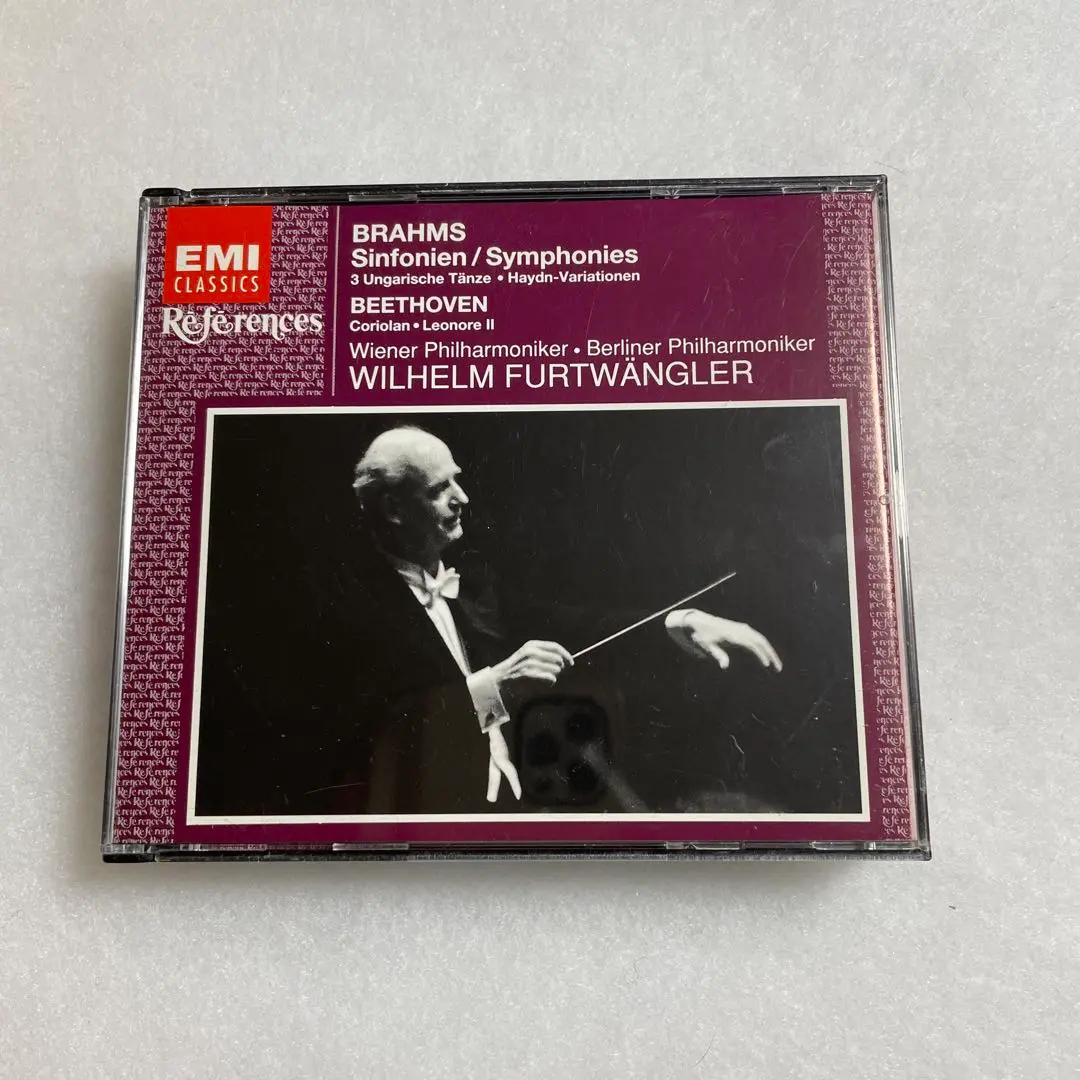 EMI
CLASSICS
Références
BRAHMS
Sinfonien / Symphonies
3 Ungarische Tänze • Haydn-Variationen
BEETHOVEN
Coriolan • Leonore II
Wiener Philharmoniker • Berliner Philharmoniker
WILHELM FURTWÄNGLER